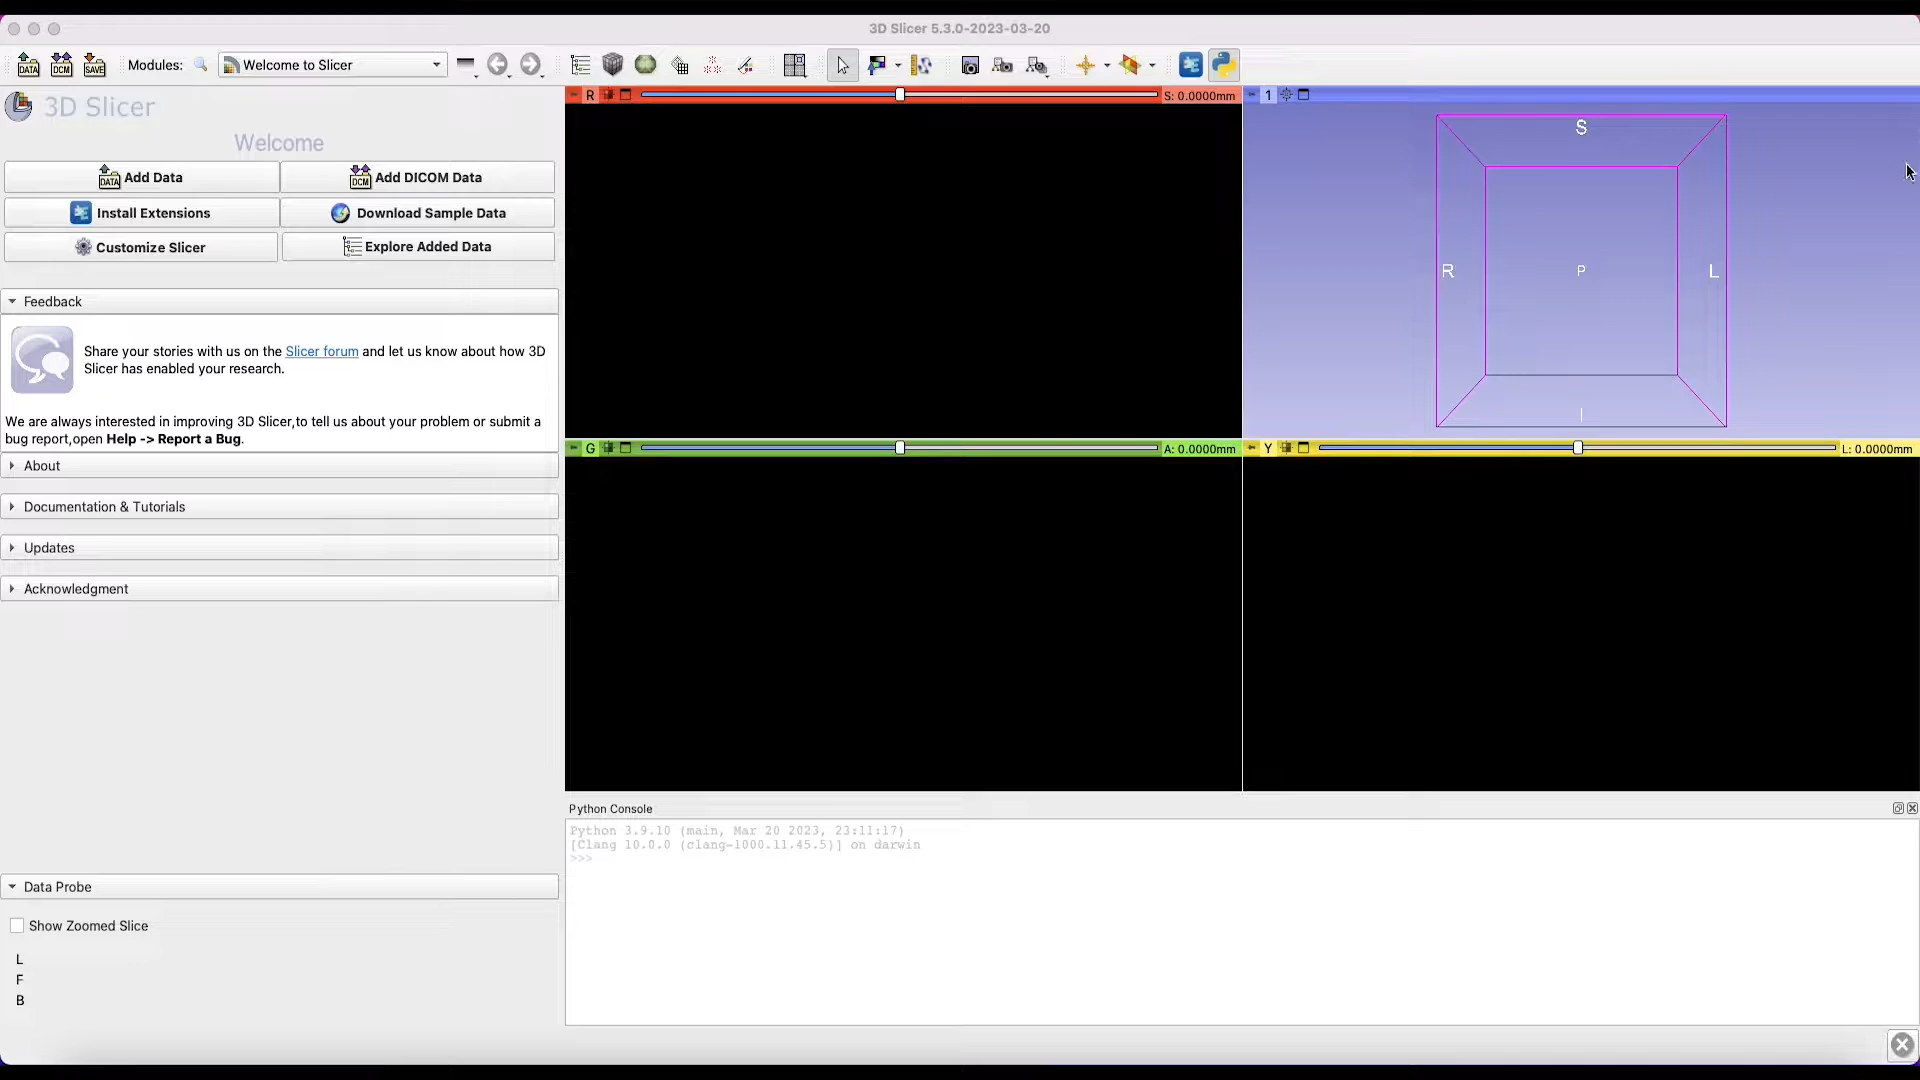 3D Slicer 5.3.0-2023-03-20
DATA DCM SAVE Modules: Welcome to Slicer
3D Slicer
Welcome
DATA Add Data
DCM Add DICOM Data
Install Extensions
Download Sample Data
Customize Slicer
Explore Added Data
Feedback
Share your stories with us on the Slicer forum and let us know about how 3D
Slicer has enabled your research.
We are always interested in improving 3D Slicer,to tell us about your problem or submit a
bug report,open Help -> Report a Bug.
About
Documentation & Tutorials
Updates
Acknowledgment
Data Probe
Show Zoomed Slice
L
F
B
R S: 0.0000mm
1
S
R P L
I
G A: 0.0000mm
Y L: 0.0000mm
Python Console
Python 3.9.10 (main, Mar 20 2023, 23:11:17)
[Clang 10.0.0 (clang-1000.11.45.5)] on darwin
>>>